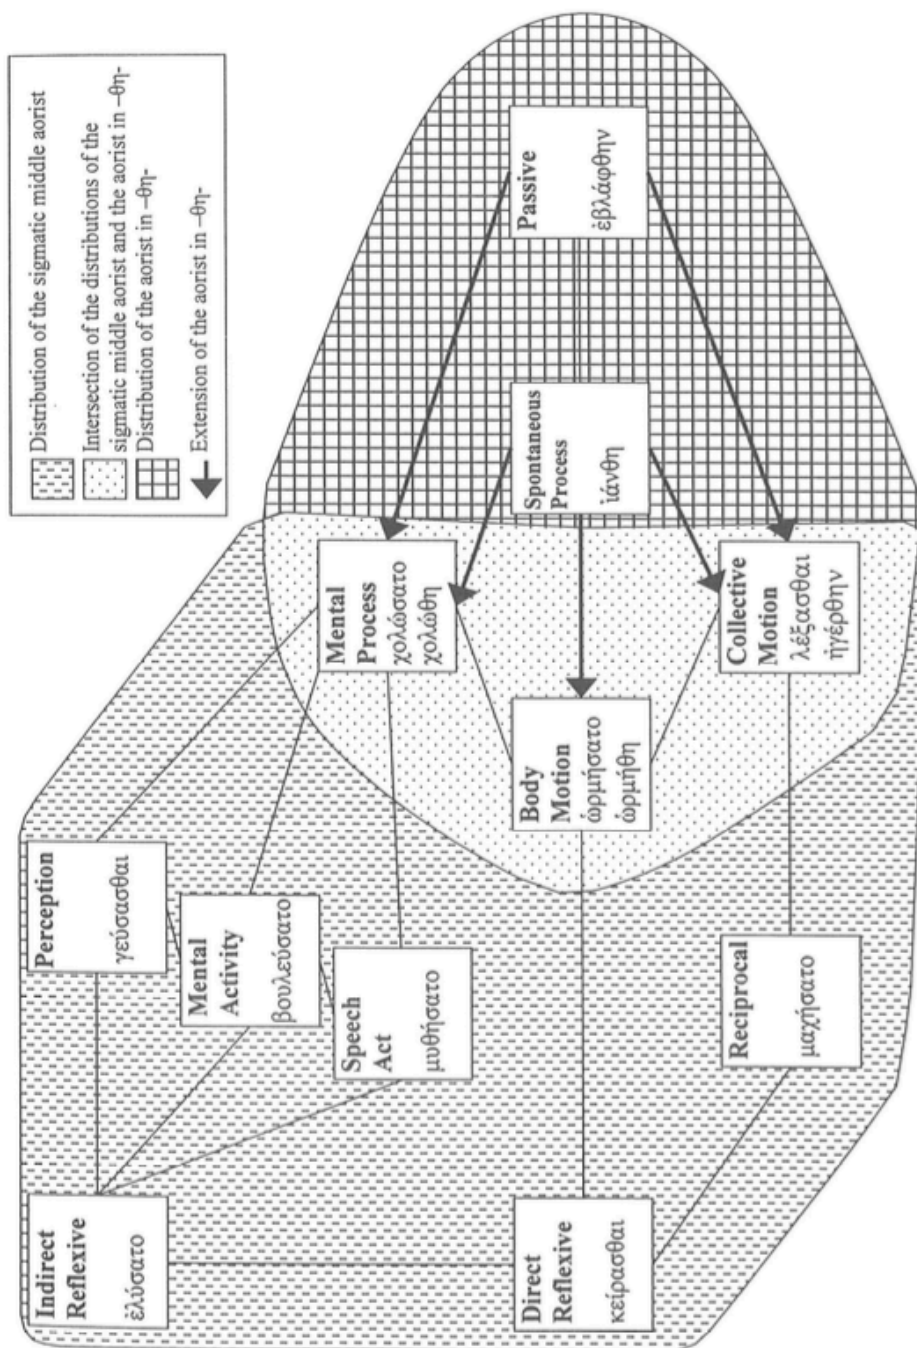 Distribution of the sigmatic middle aorist
Intersection of the distributions of the
sigmatic middle aorist and the aorist in –θη-
Distribution of the aorist in –θη-
Extension of the aorist in –θη-
Indirect
Reflexive
ἐλύσατο
Perception
γεύσασθαι
Mental
Activity
βουλεύσατο
Speech
Act
μυθήσατο
Mental
Process
χολώσατο
χολώθη
Direct
Reflexive
κείρασθαι
Body
Motion
ὡρμήσατο
ὡρμήθη
Spontaneous
Process
ἰάνθη
Passive
ἐβλάφθην
Reciprocal
μαχήσατο
Collective
Motion
λέξασθαι
ἠγέρθην